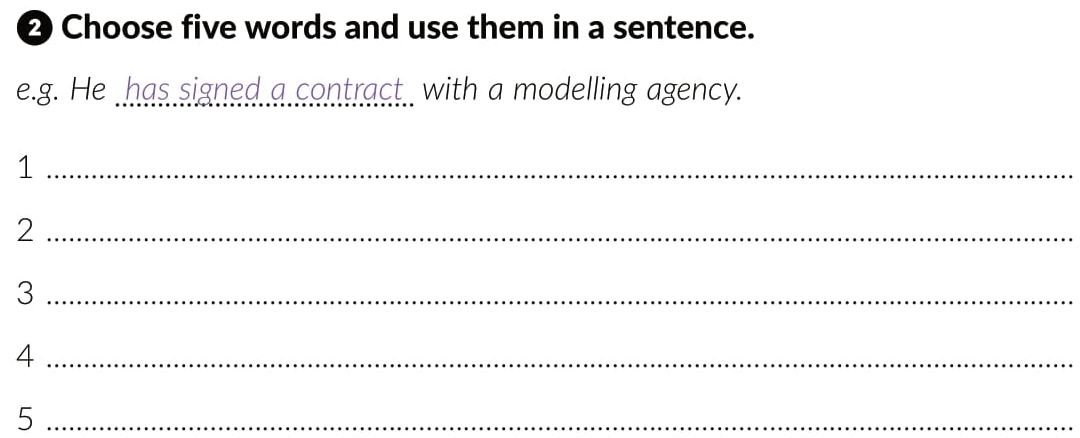 2 Choose five words and use them in a sentence.
e.g. He has signed a contract with a modelling agency.
1
2
3
4
5